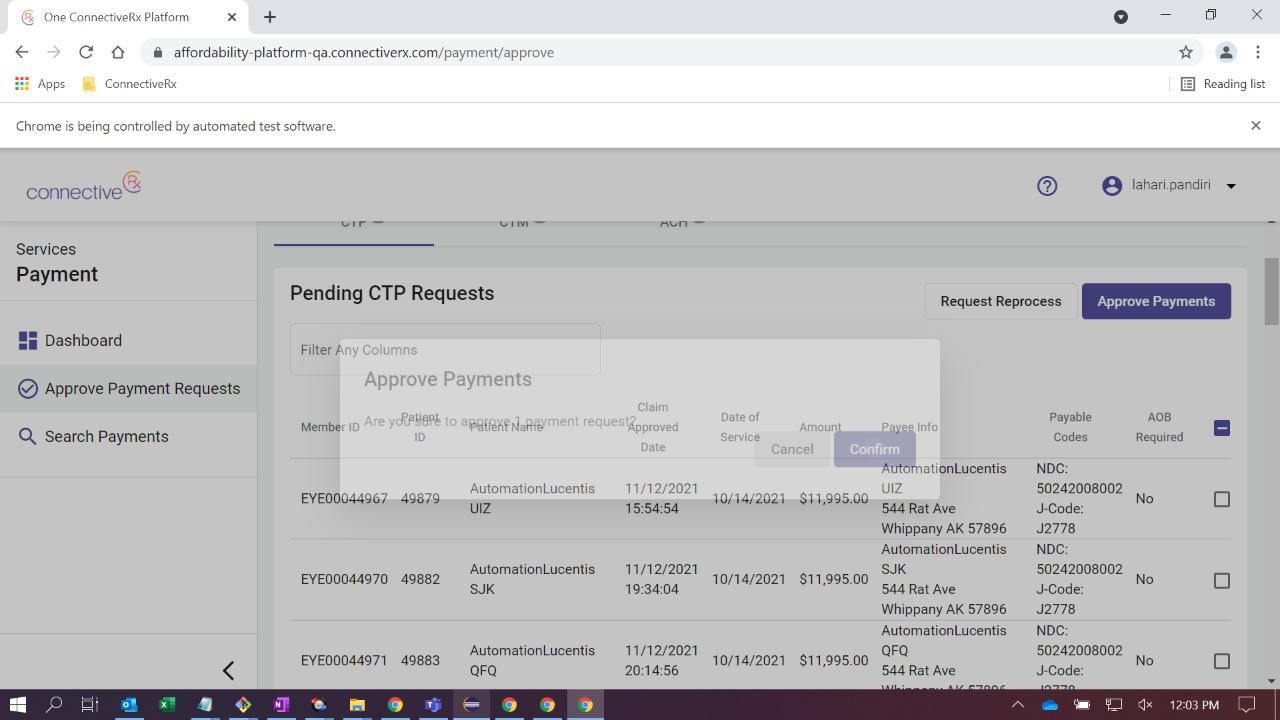 One ConnectiveRx Platform
affordability-platform-qa.connectiverx.com/payment/approve
Apps
ConnectiveRx
Reading list
Chrome is being controlled by automated test software.
connective Rx
lahari.pandiri
Services
Payment
Dashboard
Approve Payment Requests
Search Payments
CTP
CTM
ACH
Pending CTP Requests
Request Reprocess
Approve Payments
Filter Any Columns
Approve Payments
Are you sure to approve 1 payment request?
Cancel
Confirm
Member ID
Patient
ID
Patient Name
Claim
Approved
Date
Date of
Service
Amount
Payee Info
Payable
Codes
AOB
Required
EYE00044967
49879
AutomationLucentis
UIZ
11/12/2021
15:54:54
10/14/2021
$11,995.00
AutomationLucentis
UIZ
544 Rat Ave
Whippany AK 57896
NDC:
50242008002
J-Code:
J2778
No
EYE00044970
49882
AutomationLucentis
SJK
11/12/2021
19:34:04
10/14/2021
$11,995.00
AutomationLucentis
SJK
544 Rat Ave
Whippany AK 57896
NDC:
50242008002
J-Code:
J2778
No
EYE00044971
49883
AutomationLucentis
QFQ
11/12/2021
20:14:56
10/14/2021
$11,995.00
AutomationLucentis
QFQ
544 Rat Ave
Whippany AK 57896
NDC:
50242008002
J-Code:
J2778
No
12:03 PM